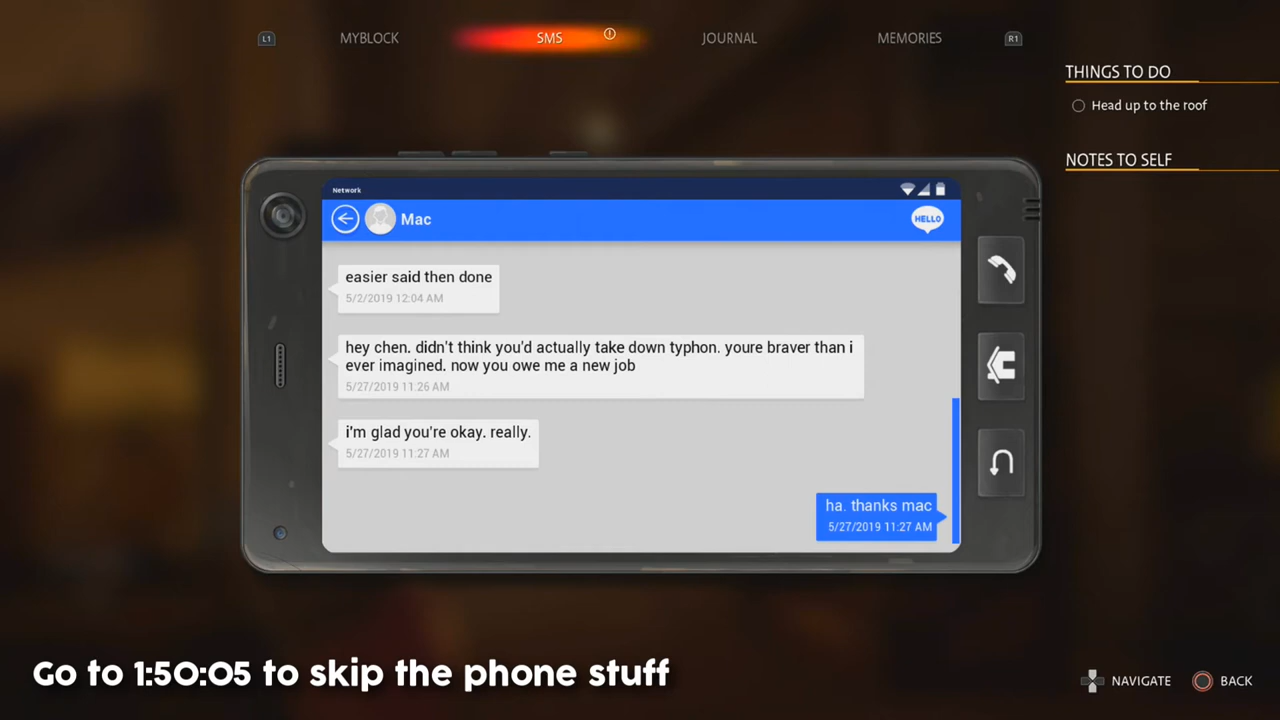 L1
MYBLOCK
SMS
JOURNAL
MEMORIES
R1
THINGS TO DO
Head up to the roof
NOTES TO SELF
Network
Mac
HELLO
easier said then done
5/2/2019 12:04 AM
hey chen. didn't think you'd actually take down typhon. youre braver than i
ever imagined. now you owe me a new job
5/27/2019 11:26 AM
i'm glad you're okay. really.
5/27/2019 11:27 AM
ha. thanks mac
5/27/2019 11:27 AM
Go to 1:50:05 to skip the phone stuff
NAVIGATE
BACK